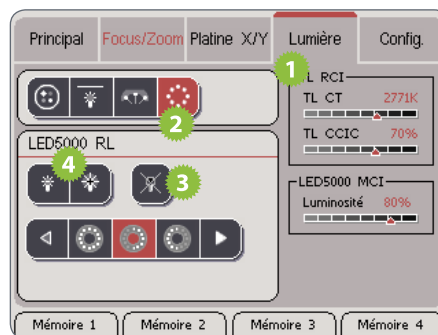 Principal Focus/Zoom Platine X/Y Lumière Config.
1
L RCI
TL CT 2771K
2
TL CCIC 70%
LED5000 RL
4
3
LED5000 MCI
Luminosité 80%
Mémoire 1 Mémoire 2 Mémoire 3 Mémoire 4